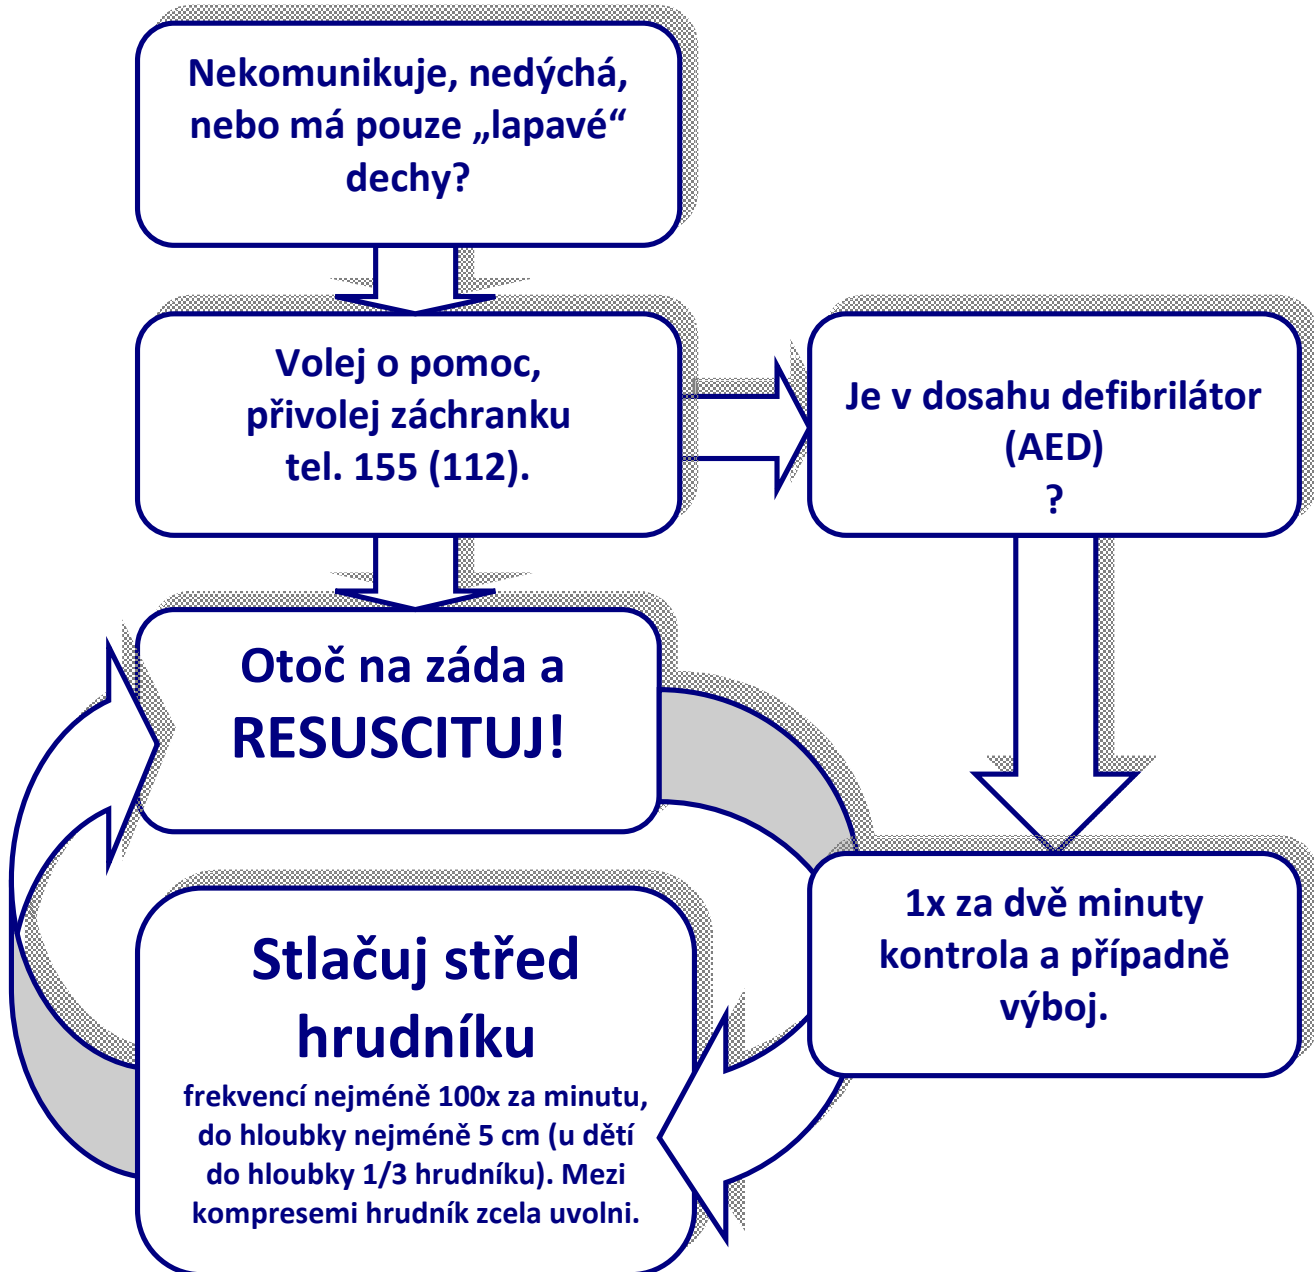 Nekomunikuje, nedýchá,
nebo má pouze „lapavé“
dechy?
Volej o pomoc,
přivolej záchranku
tel. 155 (112).
Je v dosahu defibrilátor
(AED)
?
Otoč na záda a
RESUSCITUJ!
1x za dvě minuty
kontrola a případně
výboj.
Stlačuj střed
hrudníku
frekvencí nejméně 100x za minutu,
do hloubky nejméně 5 cm (u dětí
do hloubky 1/3 hrudníku). Mezi
kompresemi hrudník zcela uvolni.